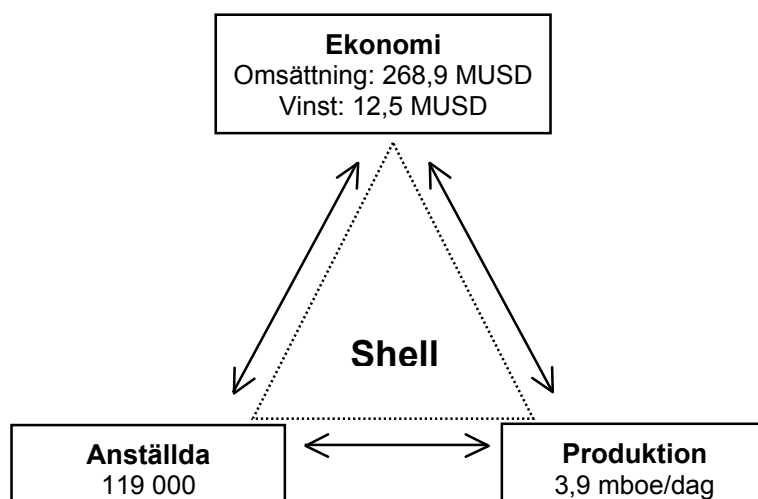 Ekonomi
Omsättning: 268,9 MUSD
Vinst: 12,5 MUSD
Shell
Anställda
119 000
Produktion
3,9 mboe/dag